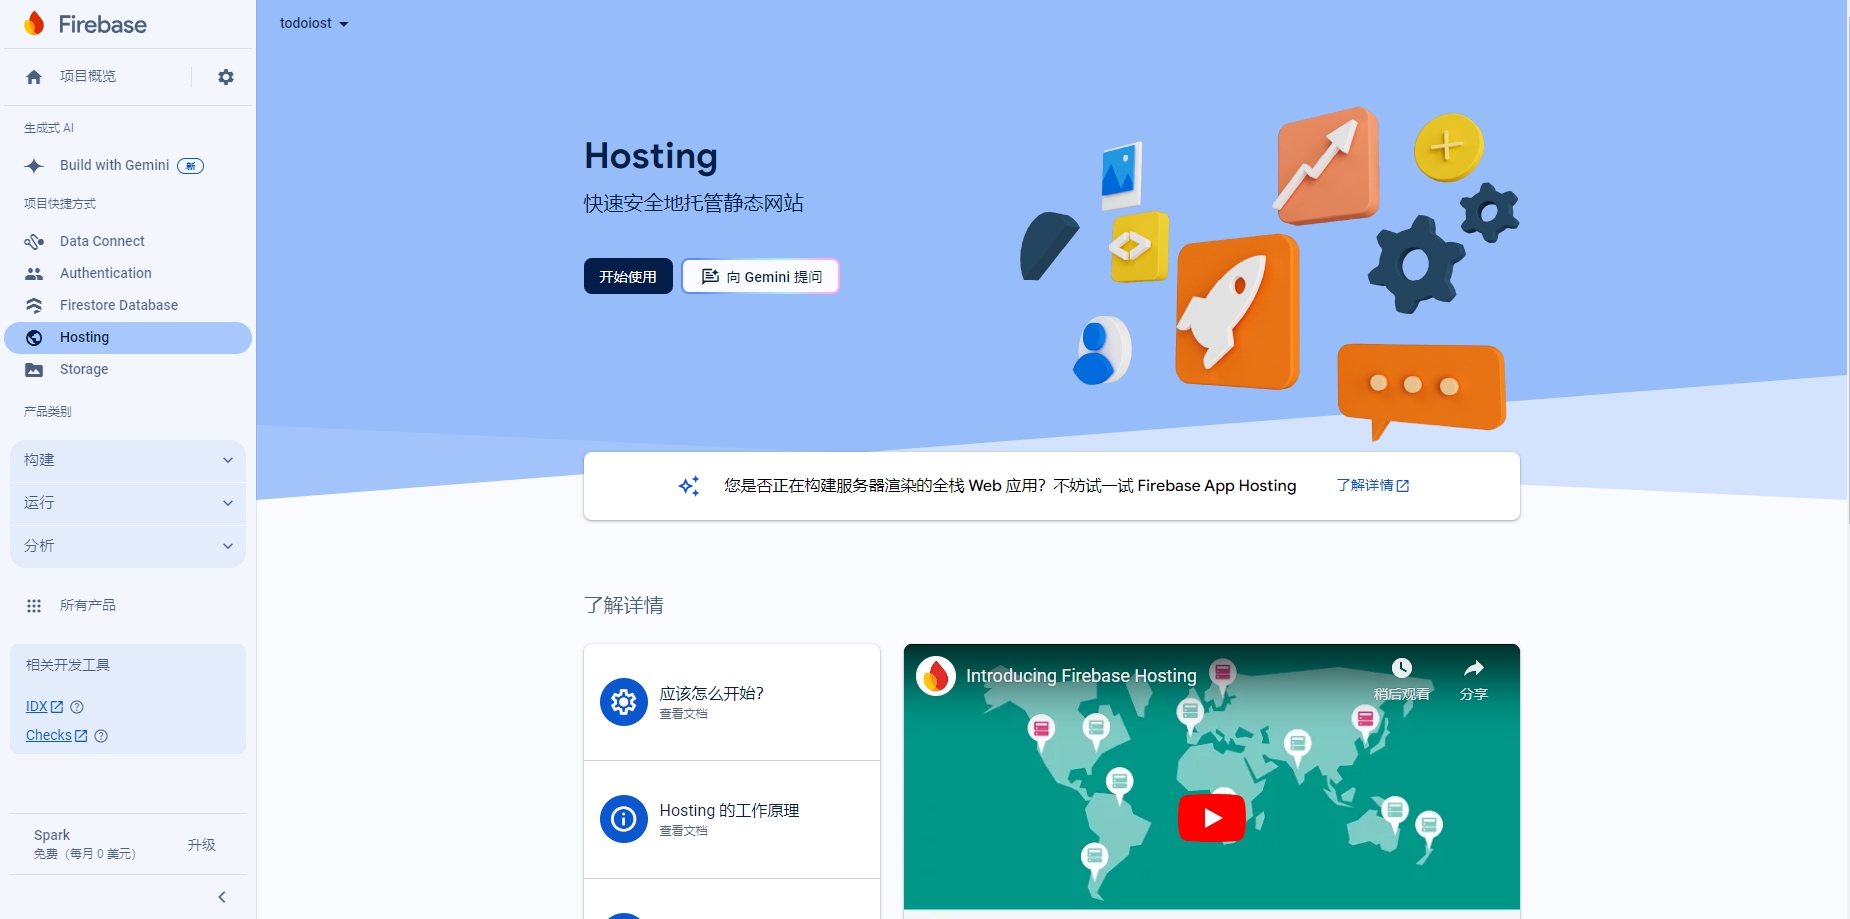 Firebase
todoiost
项目概览
生成式 AI
Build with Gemini 新
项目快捷方式
Data Connect
Authentication
Firestore Database
Hosting
Storage
产品类别
构建
运行
分析
所有产品
相关开发工具
IDX
Checks
Spark
免费（每月 0 美元）
升级
Hosting
快速安全地托管静态网站
开始使用
向 Gemini 提问
您是否正在构建服务器渲染的全栈 Web 应用？不妨试一试 Firebase App Hosting
了解详情
了解详情
应该怎么开始？
查看文档
Hosting 的工作原理
查看文档
Introducing Firebase Hosting
稍后观看
分享